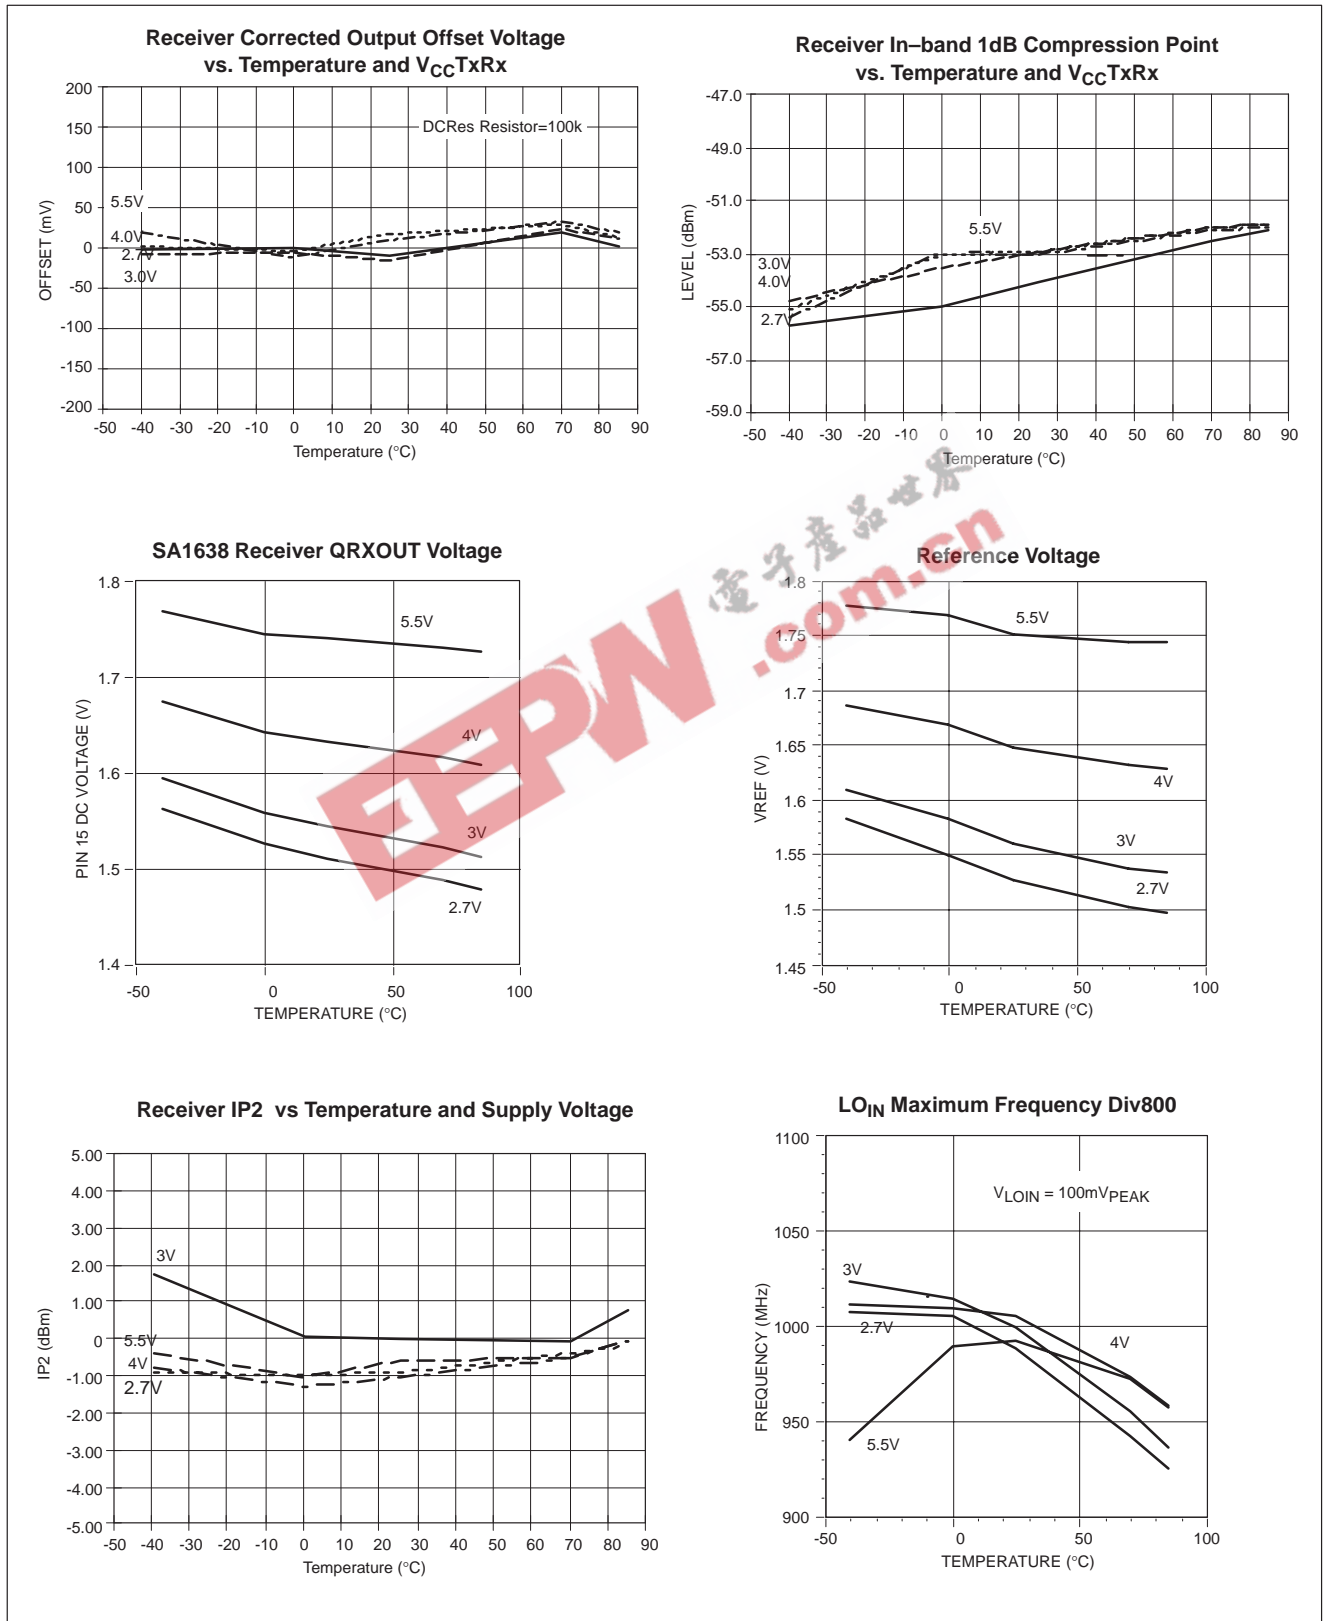 Receiver Corrected Output Offset Voltage
vs. Temperature and VCCTxRx
200
150
100
50
0
-50
-100
-150
-200
OFFSET (mV)
DCRes Resistor=100k
5.5V
4.0V
2.7V
3.0V
-50 -40 -30 -20 -10 0 10 20 30 40 50 60 70 80 90
Temperature (°C)
Receiver In–band 1dB Compression Point
vs. Temperature and VCCTxRx
-47.0
-49.0
-51.0
-53.0
-55.0
-57.0
-59.0
LEVEL (dBm)
5.5V
3.0V
4.0V
2.7V
-50 -40 -30 -20 -10 0 10 20 30 40 50 60 70 80 90
Temperature (°C)
SA1638 Receiver QRXOUT Voltage
1.8
1.7
1.6
1.5
1.4
PIN 15 DC VOLTAGE (V)
5.5V
4V
3V
2.7V
-50 0 50 100
TEMPERATURE (°C)
Reference Voltage
1.8
1.75
1.7
1.65
1.6
1.55
1.5
1.45
VREF (V)
5.5V
4V
3V
2.7V
-50 0 50 100
TEMPERATURE (°C)
EEPW
電子產品世界
.com.cn
Receiver IP2 vs Temperature and Supply Voltage
5.00
4.00
3.00
2.00
1.00
0
-1.00
-2.00
-3.00
-4.00
-5.00
IP2 (dBm)
3V
5.5V
4V
2.7V
-50 -40 -30 -20 -10 0 10 20 30 40 50 60 70 80 90
Temperature (°C)
LOIN Maximum Frequency Div800
1100
1050
1000
950
900
FREQUENCY (MHz)
VLOIN = 100mVPEAK
3V
2.7V
4V
5.5V
-50 0 50 100
TEMPERATURE (°C)